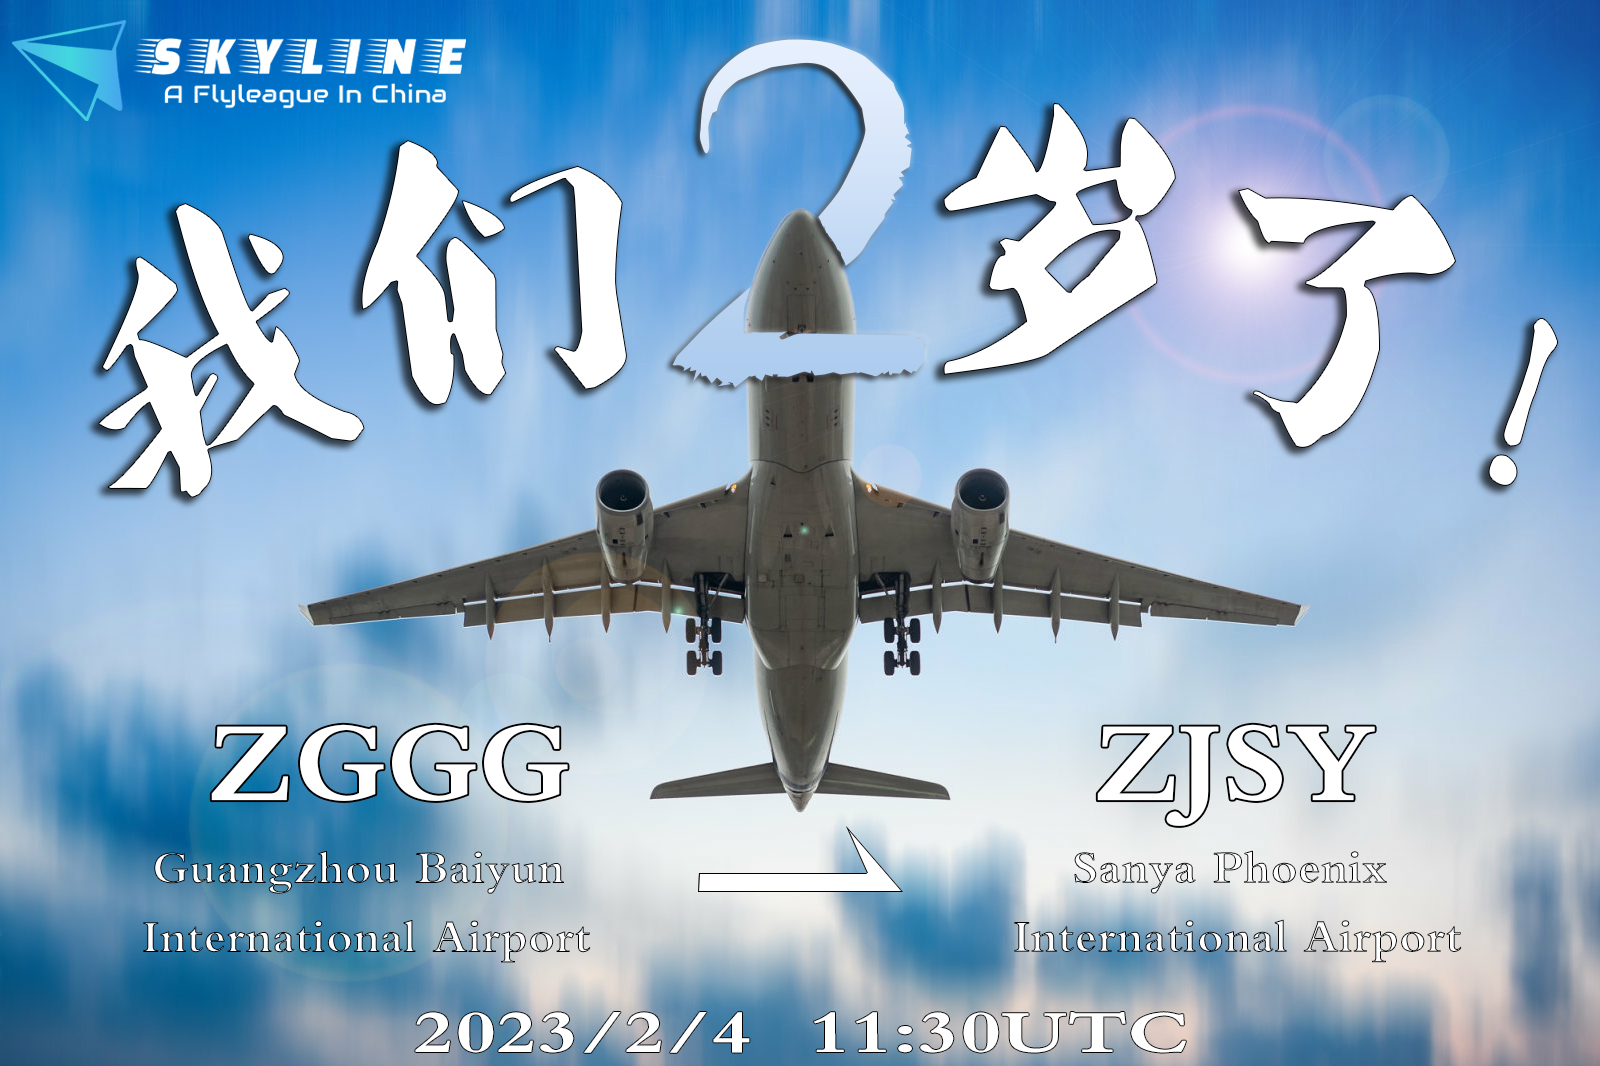 SKYLINE
A Flyleague In China
我们2岁了!
ZGGG
Guangzhou Baiyun
International Airport
ZJSY
Sanya Phoenix
International Airport
2023/2/4 11:30UTC